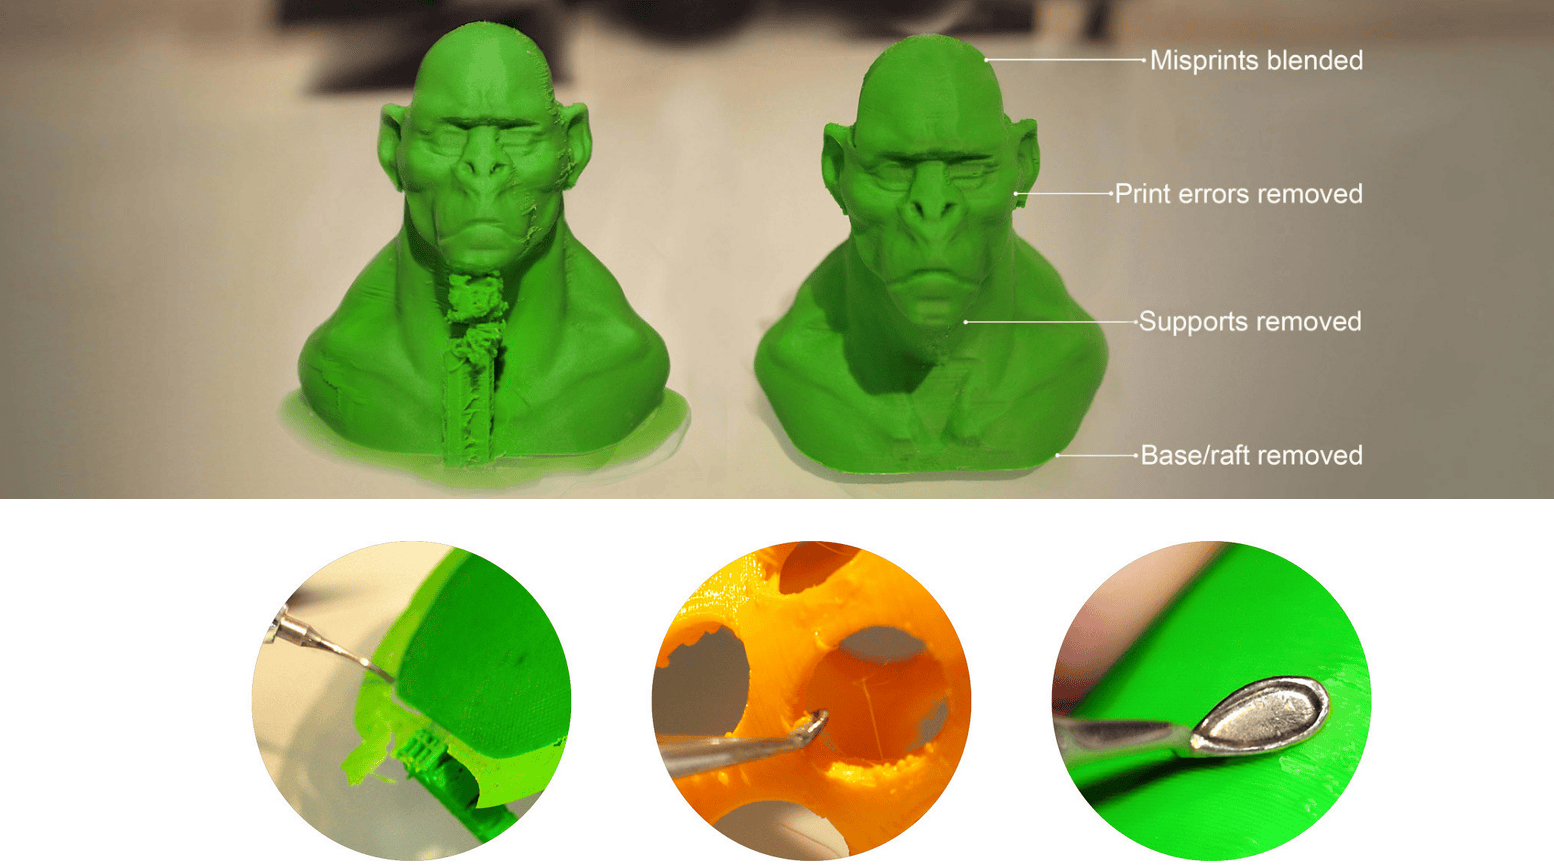 Misprints blended
Print errors removed
Supports removed
Base/raft removed